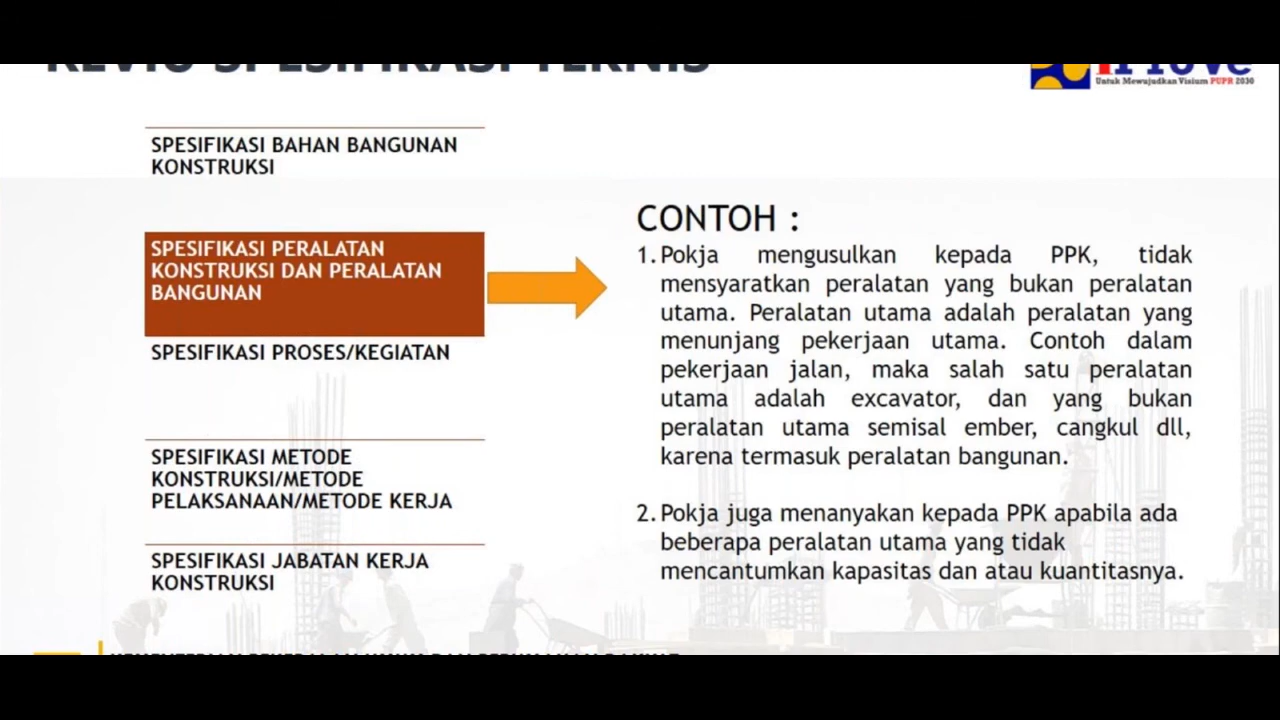 REVIU SPESIFIKASI TEKNIS
Untuk Mewujudkan Visium PUPR 2030
SPESIFIKASI BAHAN BANGUNAN
KONSTRUKSI
SPESIFIKASI PERALATAN
KONSTRUKSI DAN PERALATAN
BANGUNAN
SPESIFIKASI PROSES/KEGIATAN
SPESIFIKASI METODE
KONSTRUKSI/METODE
PELAKSANAAN/METODE KERJA
SPESIFIKASI JABATAN KERJA
KONSTRUKSI
CONTOH :
1. Pokja mengusulkan kepada PPK, tidak
mensyaratkan peralatan yang bukan peralatan
utama. Peralatan utama adalah peralatan yang
menunjang pekerjaan utama. Contoh dalam
pekerjaan jalan, maka salah satu peralatan
utama adalah excavator, dan yang bukan
peralatan utama semisal ember, cangkul dll,
karena termasuk peralatan bangunan.
2. Pokja juga menanyakan kepada PPK apabila ada
beberapa peralatan utama yang tidak
mencantumkan kapasitas dan atau kuantitasnya.